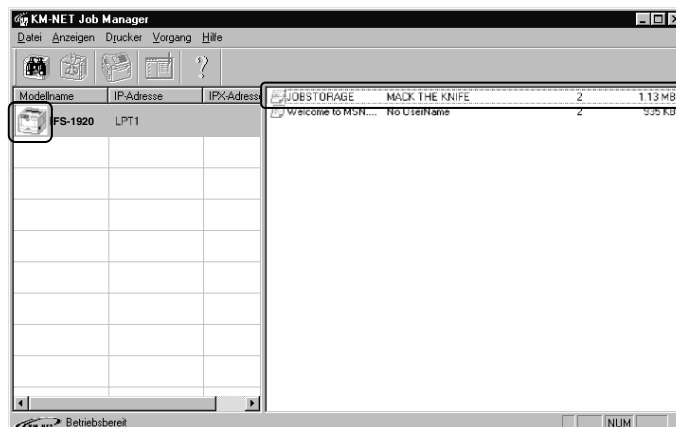 KM-NET Job Manager
Datei Anzeigen Drucker Vorgang Hilfe
Modellname IP-Adresse IPX-Adress
JOBSTORAGE MACK THE KNIFE 2 1.13 MB
FS-1920 LPT1
Welcome to MSN.... No UserName 2 935 KB
Betriebsbereit NUM